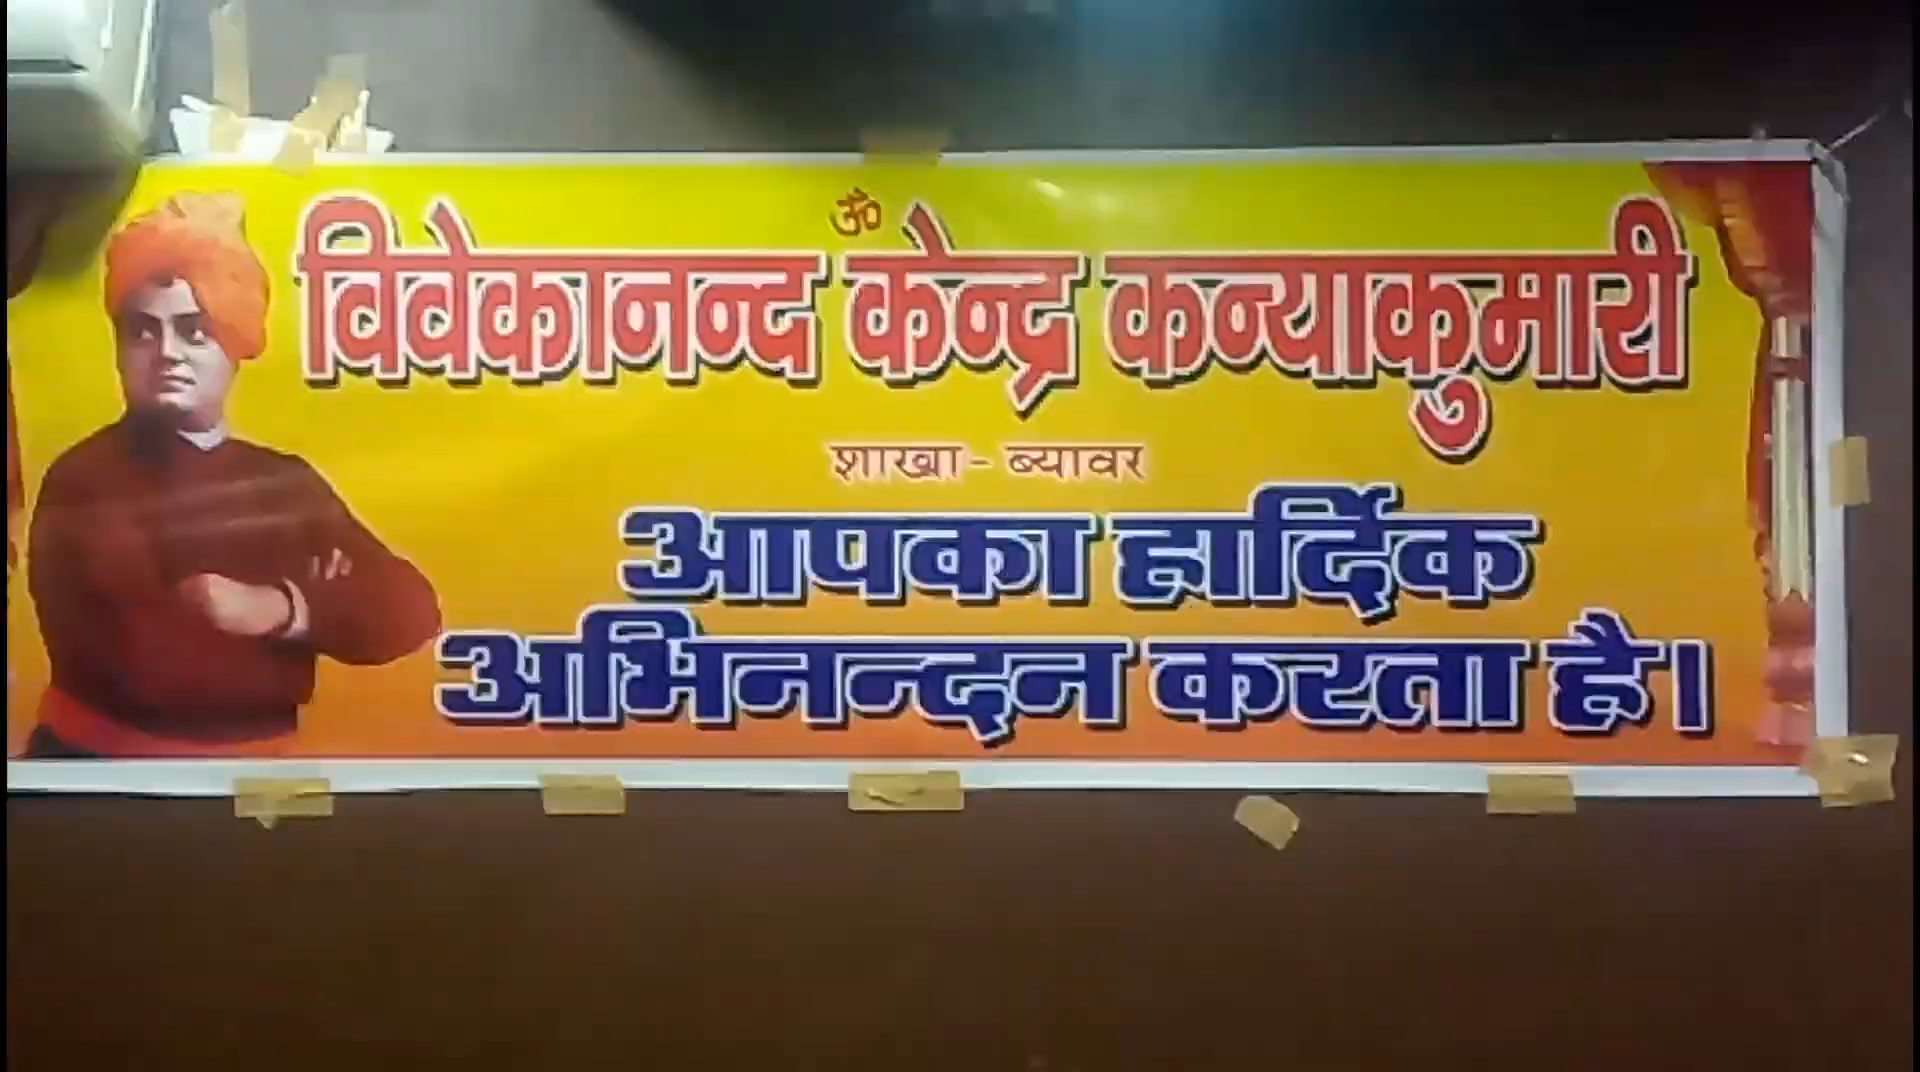 ॐ
विवेकानन्द केन्द्र कन्याकुमारी
शाखा - ब्यावर
आपका हार्दिक
अभिनन्दन करता है।